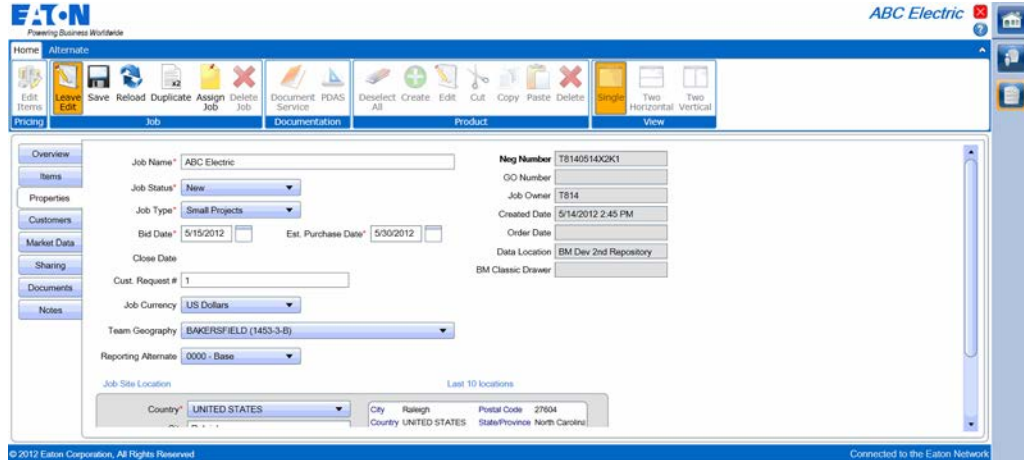 EATON
Powering Business Worldwide
ABC Electric
Home Alternate
Edit Items
Leave Edit
Save
Reload
Duplicate
x2
Assign Job
Delete Job
Document Service
PDAS
Deselect All
Create
Edit
Cut
Copy
Paste
Delete
Single
Two Horizontal
Two Vertical
Pricing Job Documentation Product View
Overview
Items
Properties
Customers
Market Data
Sharing
Documents
Notes
Job Name* ABC Electric
Job Status* New
Job Type* Small Projects
Bid Date* 5/15/2012 Est. Purchase Date* 5/30/2012
Close Date
Cust. Request # 1
Job Currency US Dollars
Team Geography BAKERSFIELD (1453-3-B)
Reporting Alternate 0000 - Base
Neg Number T8140514X2K1
GO Number
Job Owner T814
Created Date 5/14/2012 2:45 PM
Order Date
Data Location BM Dev 2nd Repository
BM Classic Drawer
Job Site Location Last 10 locations
Country* UNITED STATES
City Raleigh Postal Code 27604
Country UNITED STATES State/Province North Carolina
© 2012 Eaton Corporation, All Rights Reserved Connected to the Eaton Network